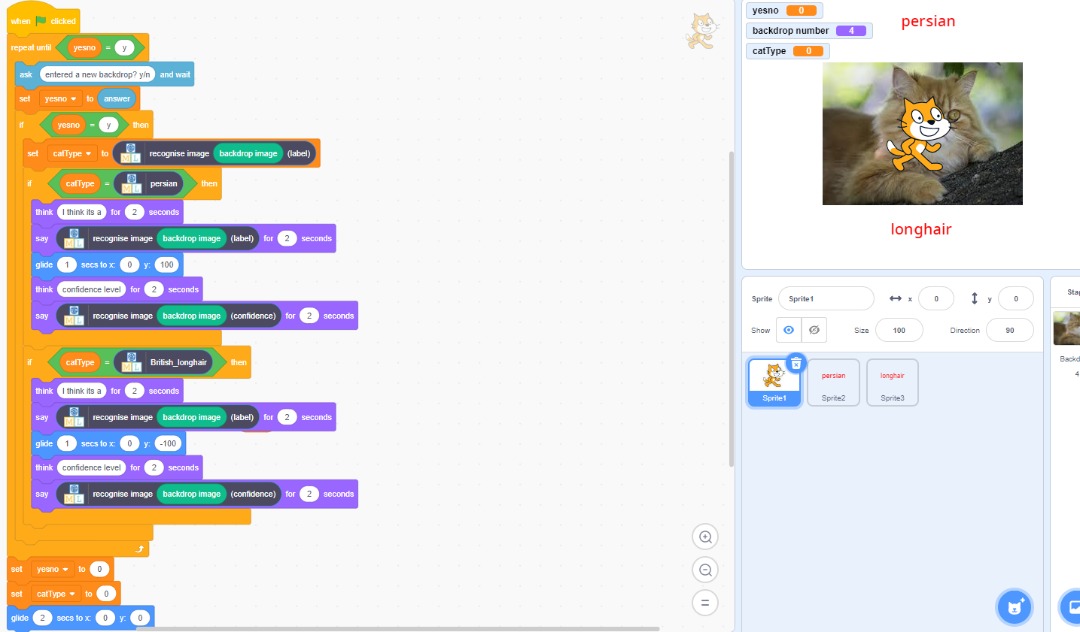 when clicked
repeat until yesno = y
ask entered a new backdrop? y/n and wait
set yesno to answer
if yesno = y then
set catType to ML recognise image backdrop image (label)
if catType = ML persian then
think I think its a for 2 seconds
say ML recognise image backdrop image (label) for 2 seconds
glide 1 secs to x: 0 y: 100
think confidence level for 2 seconds
say ML recognise image backdrop image (confidence) for 2 seconds
if catType = ML British_longhair then
think I think its a for 2 seconds
say ML recognise image backdrop image (label) for 2 seconds
glide 1 secs to x: 0 y: -100
think confidence level for 2 seconds
say ML recognise image backdrop image (confidence) for 2 seconds
set yesno to 0
set catType to 0
glide 2 secs to x: 0 y: 0
yesno 0
backdrop number 4
catType 0
persian
longhair
Sprite Sprite1 x 0 y 0
Show Size 100 Direction 90
Sprite1
persian
Sprite2
longhair
Sprite3
Stag
Backd
4